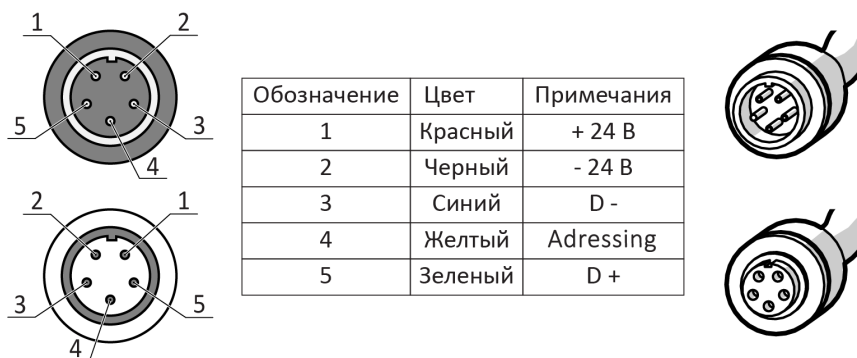 1 2
5 3
4
2 1
3 5
4
Обозначение Цвет Примечания
1 Красный + 24 В
2 Черный - 24 В
3 Синий D -
4 Желтый Adressing
5 Зеленый D +